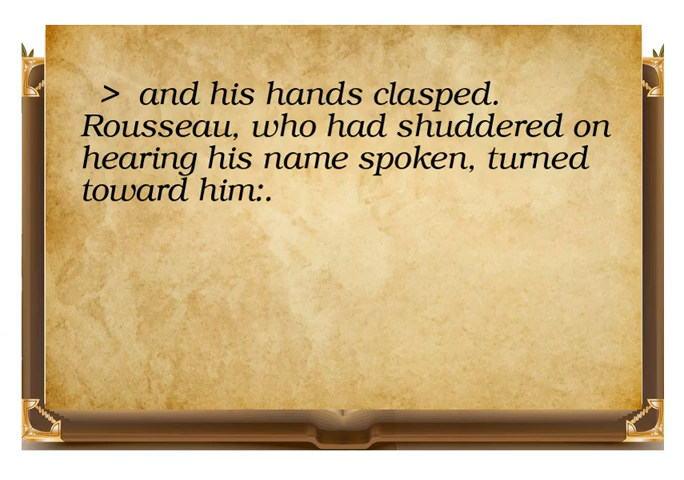 > and his hands clasped.
Rousseau, who had shuddered on
hearing his name spoken, turned
toward him:.